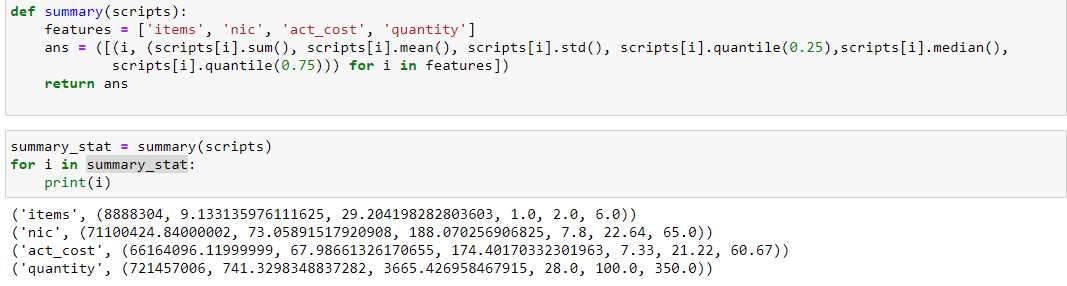 def summary(scripts):
    features = ['items', 'nic', 'act_cost', 'quantity']
    ans = ([(i, (scripts[i].sum(), scripts[i].mean(), scripts[i].std(), scripts[i].quantile(0.25),scripts[i].median(),
            scripts[i].quantile(0.75))) for i in features])
    return ans
summary_stat = summary(scripts)
for i in summary_stat:
    print(i)
('items', (8888304, 9.133135976111625, 29.204198282803603, 1.0, 2.0, 6.0))
('nic', (71100424.84000002, 73.05891517920908, 188.070256906825, 7.8, 22.64, 65.0))
('act_cost', (66164096.11999999, 67.98661326170655, 174.40170332301963, 7.33, 21.22, 60.67))
('quantity', (721457006, 741.3298348837282, 3665.426958467915, 28.0, 100.0, 350.0))